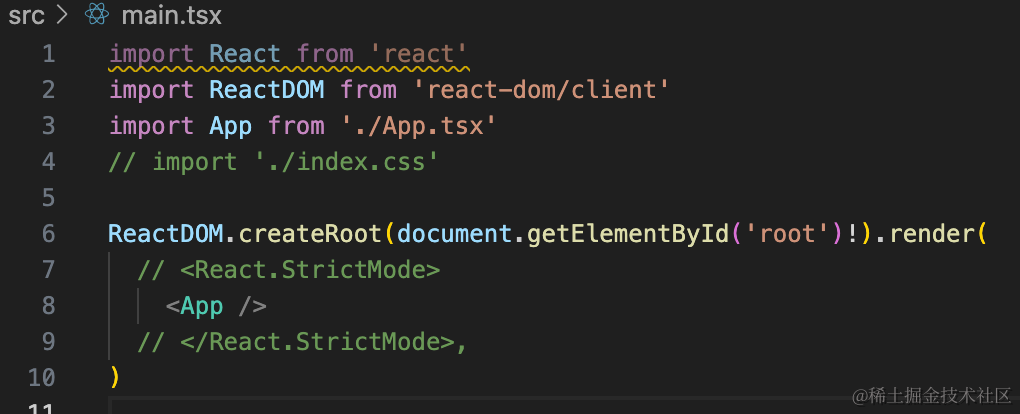 src > main.tsx
1 import React from 'react'
2 import ReactDOM from 'react-dom/client'
3 import App from './App.tsx'
4 // import './index.css'
5
6 ReactDOM.createRoot(document.getElementById('root')!).render(
7   // <React.StrictMode>
8     <App />
9   // </React.StrictMode>,
10 )
11
@稀土掘金技术社区